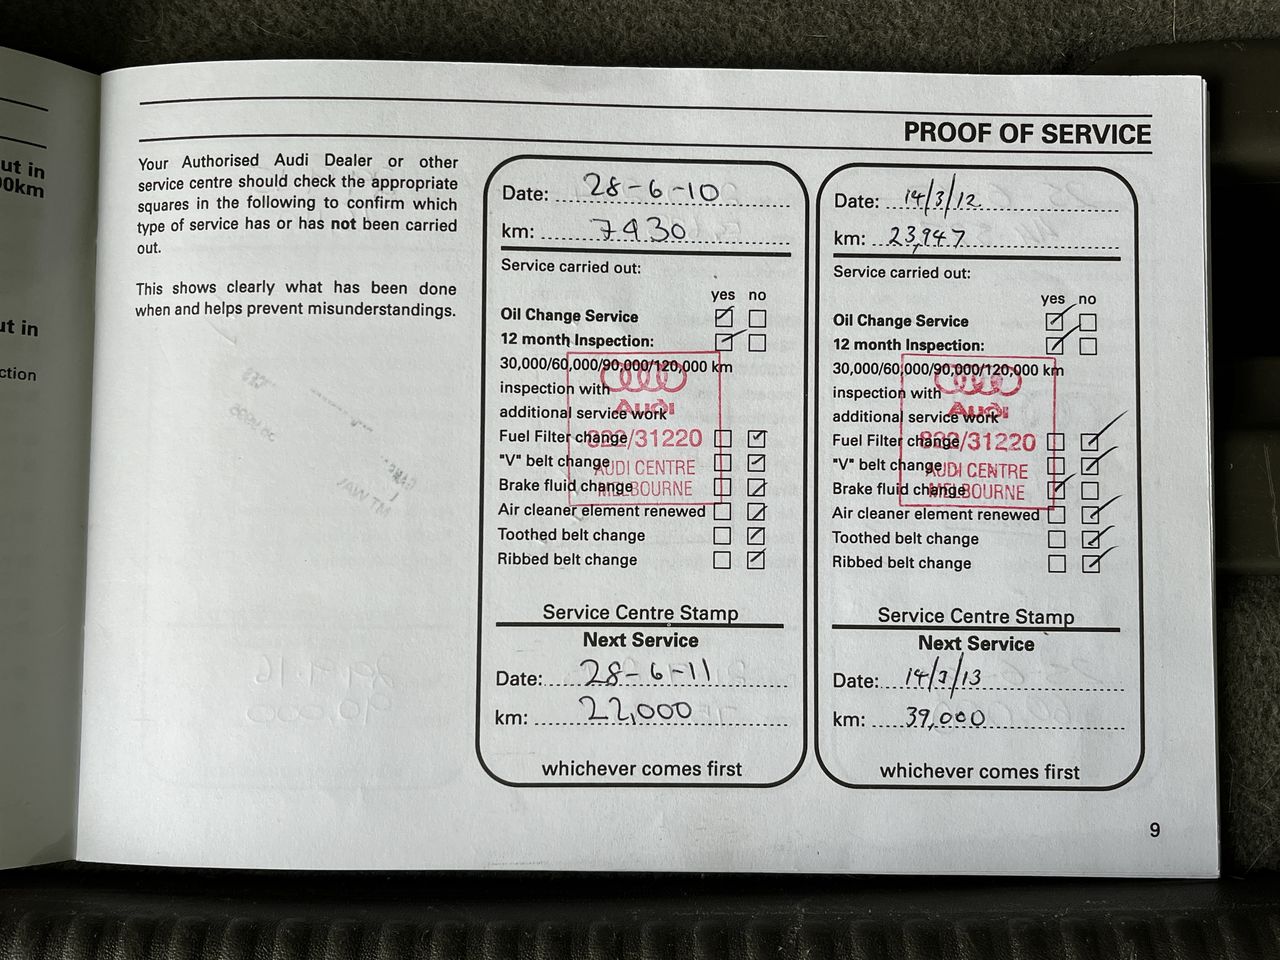 ut in
00km
ut in
ction
PROOF OF SERVICE
Your Authorised Audi Dealer or other
service centre should check the appropriate
squares in the following to confirm which
type of service has or has not been carried
out.
This shows clearly what has been done
when and helps prevent misunderstandings.
Date: 28-6-10
km: 7430
Service carried out:
yes no
Oil Change Service
12 month Inspection:
30,000/60,000/90,000/120,000 km
inspection with
additional service work
Fuel Filter change
"V" belt change
Brake fluid change
Air cleaner element renewed
Toothed belt change
Ribbed belt change
Audi
/31220
AUDI CENTRE
MELBOURNE
Service Centre Stamp
Next Service
Date: 28-6-11
km: 22,000
whichever comes first
Date: 14/3/12
km: 23,947
Service carried out:
yes no
Oil Change Service
12 month Inspection:
30,000/60,000/90,000/120,000 km
inspection with
additional service work
Fuel Filter change
"V" belt change
Brake fluid change
Air cleaner element renewed
Toothed belt change
Ribbed belt change
Audi
/31220
AUDI CENTRE
MELBOURNE
Service Centre Stamp
Next Service
Date: 14/3/13
km: 39,000
whichever comes first
9